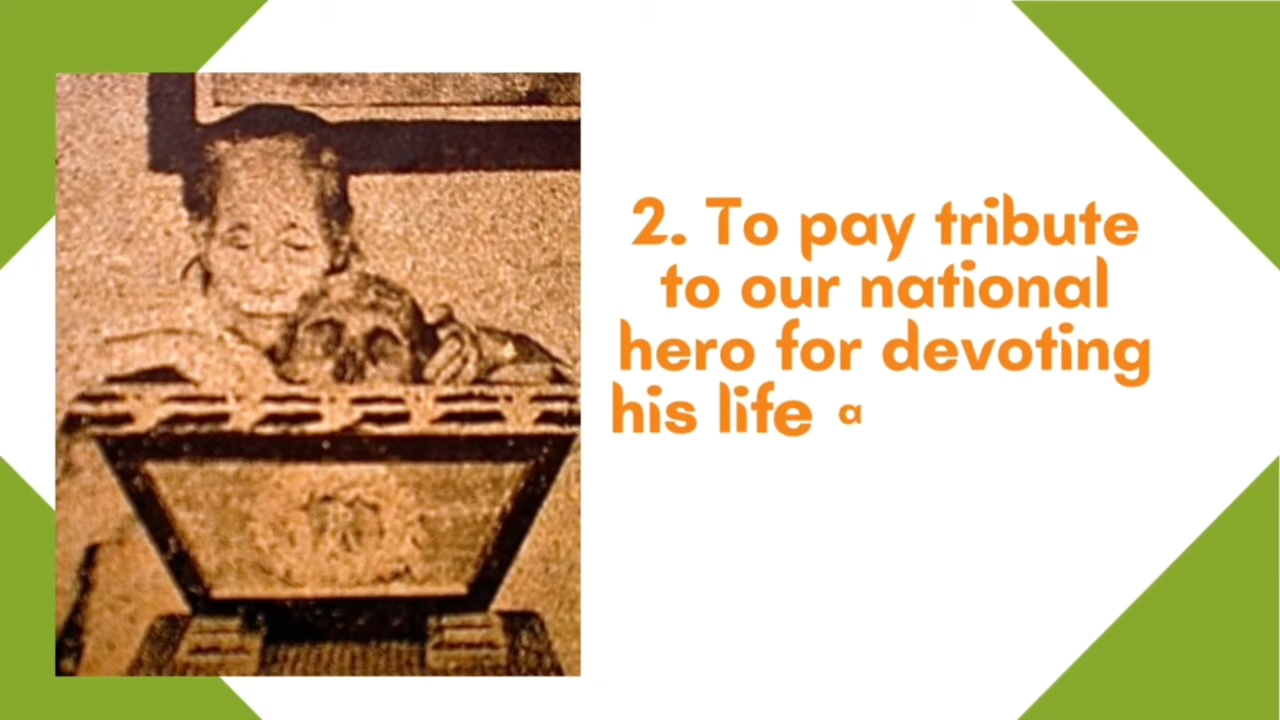 2. To pay tribute
to our national
hero for devoting
his life a